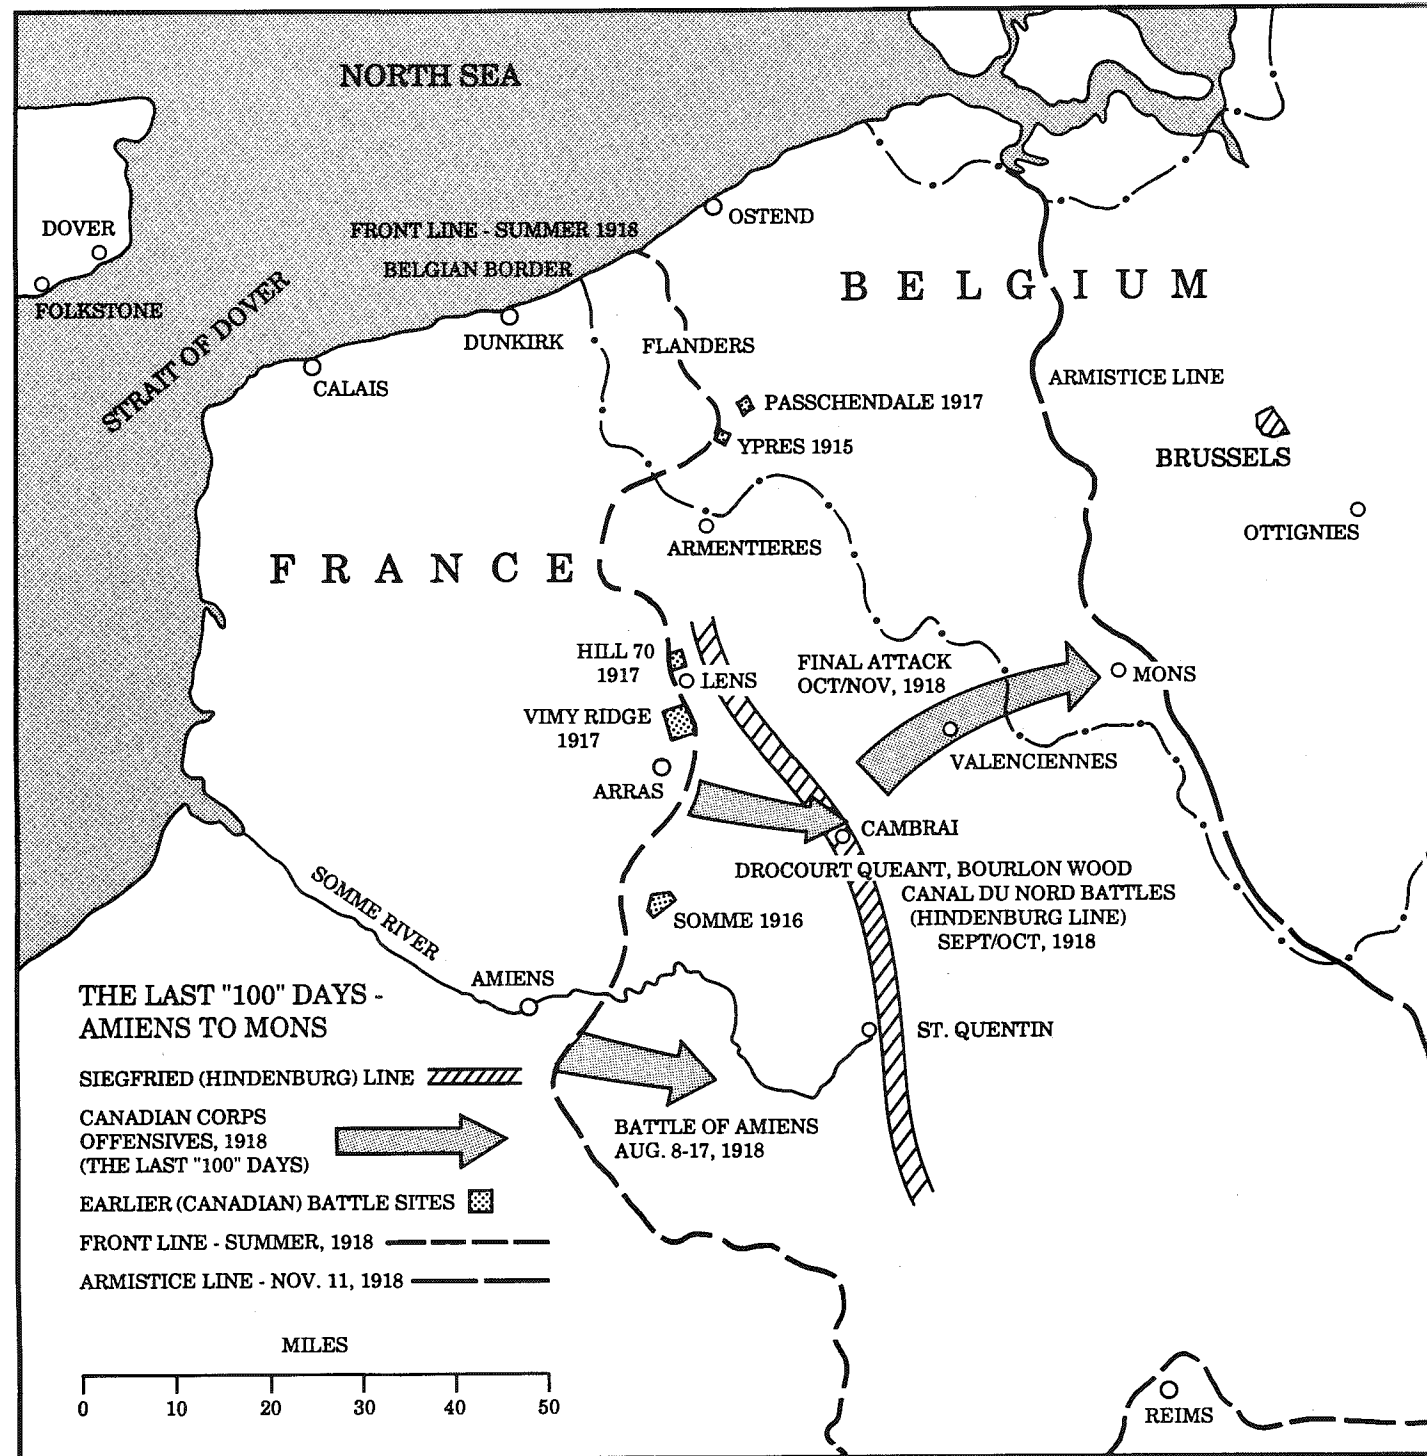 NORTH SEA
DOVER
FOLKSTONE
STRAIT OF DOVER
FRONT LINE - SUMMER 1918
BELGIAN BORDER
OSTEND
BELGIUM
DUNKIRK
FLANDERS
CALAIS
ARMISTICE LINE
PASSCHENDALE 1917
YPRES 1915
BRUSSELS
OTTIGNIES
ARMENTIERES
FRANCE
HILL 70
1917
LENS
FINAL ATTACK
OCT/NOV, 1918
MONS
VIMY RIDGE
1917
VALENCIENNES
ARRAS
CAMBRAI
DROCOURT QUEANT, BOURLON WOOD
CANAL DU NORD BATTLES
(HINDENBURG LINE)
SEPT/OCT, 1918
SOMME RIVER
SOMME 1916
AMIENS
ST. QUENTIN
BATTLE OF AMIENS
AUG. 8-17, 1918
REIMS
THE LAST "100" DAYS -
AMIENS TO MONS
SIEGFRIED (HINDENBURG) LINE
CANADIAN CORPS
OFFENSIVES, 1918
(THE LAST "100" DAYS)
EARLIER (CANADIAN) BATTLE SITES
FRONT LINE - SUMMER, 1918
ARMISTICE LINE - NOV. 11, 1918
MILES
0 10 20 30 40 50